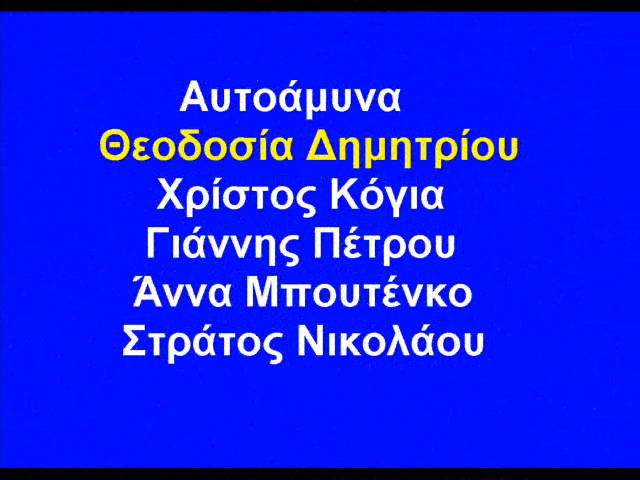 Αυτοάμυνα
Θεοδοσία Δημητρίου
Χρίστος Κόγια
Γιάννης Πέτρου
Άννα Μπουτένκο
Στράτος Νικολάου